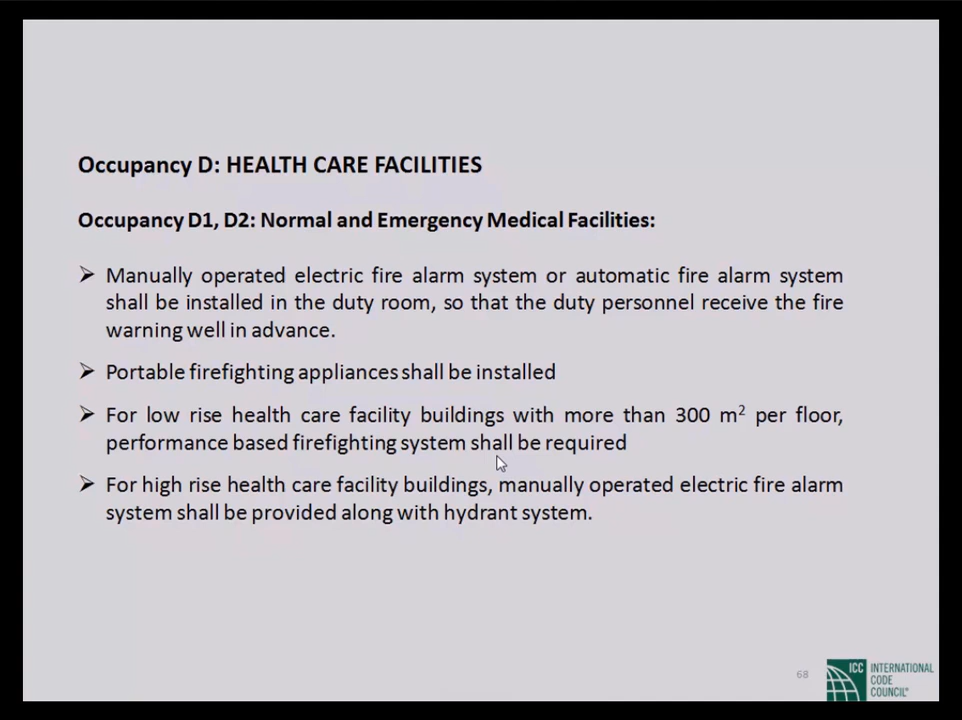 Occupancy D: HEALTH CARE FACILITIES
Occupancy D1, D2: Normal and Emergency Medical Facilities:
➢ Manually operated electric fire alarm system or automatic fire alarm system
shall be installed in the duty room, so that the duty personnel receive the fire
warning well in advance.
➢ Portable firefighting appliances shall be installed
➢ For low rise health care facility buildings with more than 300 m² per floor,
performance based firefighting system shall be required
➢ For high rise health care facility buildings, manually operated electric fire alarm
system shall be provided along with hydrant system.
68
ICC
INTERNATIONAL
CODE
COUNCIL®